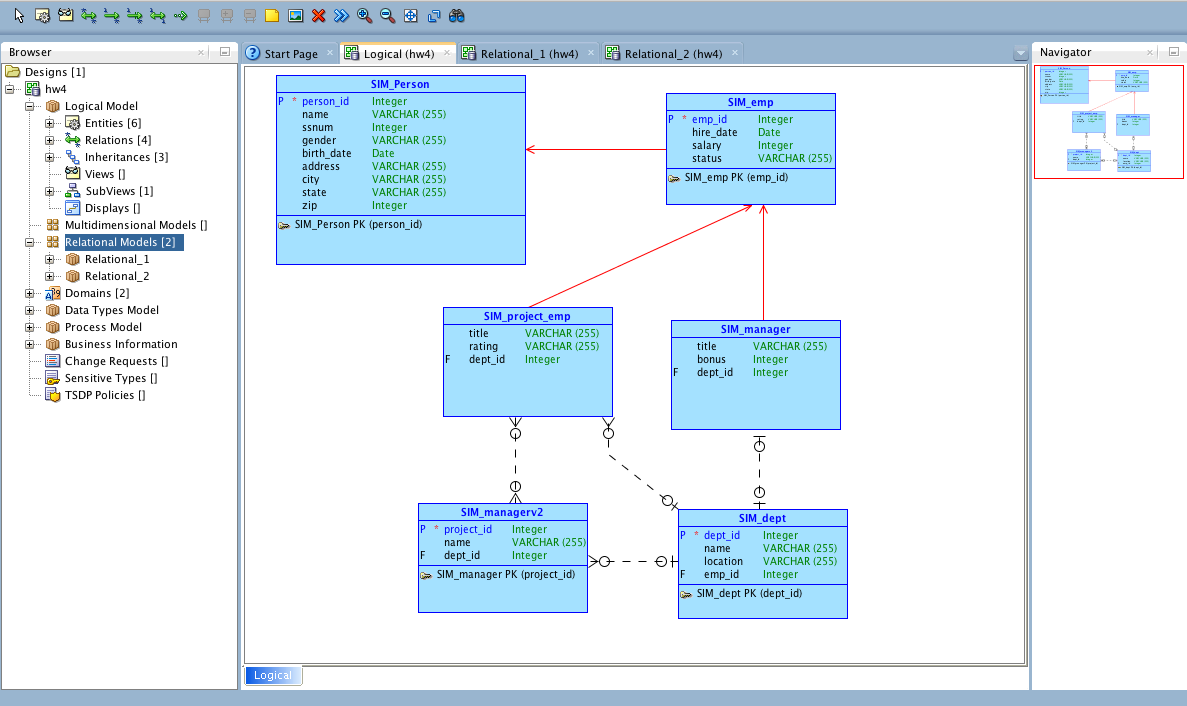 Browser
Designs [1]
hw4
Logical Model
Entities [6]
Relations [4]
Inheritances [3]
Views []
SubViews [1]
Displays []
Multidimensional Models []
Relational Models [2]
Relational_1
Relational_2
Domains [2]
Data Types Model
Process Model
Business Information
Change Requests []
Sensitive Types []
TSDP Policies []
Start Page
Logical (hw4)
Relational_1 (hw4)
Relational_2 (hw4)
SIM_Person
P * person_id Integer
name VARCHAR (255)
ssnum Integer
gender VARCHAR (255)
birth_date Date
address VARCHAR (255)
city VARCHAR (255)
state VARCHAR (255)
zip Integer
SIM_Person PK (person_id)
SIM_emp
P * emp_id Integer
hire_date Date
salary Integer
status VARCHAR (255)
SIM_emp PK (emp_id)
SIM_project_emp
title VARCHAR (255)
rating VARCHAR (255)
F dept_id Integer
SIM_manager
title VARCHAR (255)
bonus Integer
F dept_id Integer
SIM_managerv2
P * project_id Integer
name VARCHAR (255)
F dept_id Integer
SIM_manager PK (project_id)
SIM_dept
P * dept_id Integer
name VARCHAR (255)
location VARCHAR (255)
F emp_id Integer
SIM_dept PK (dept_id)
Logical
Navigator